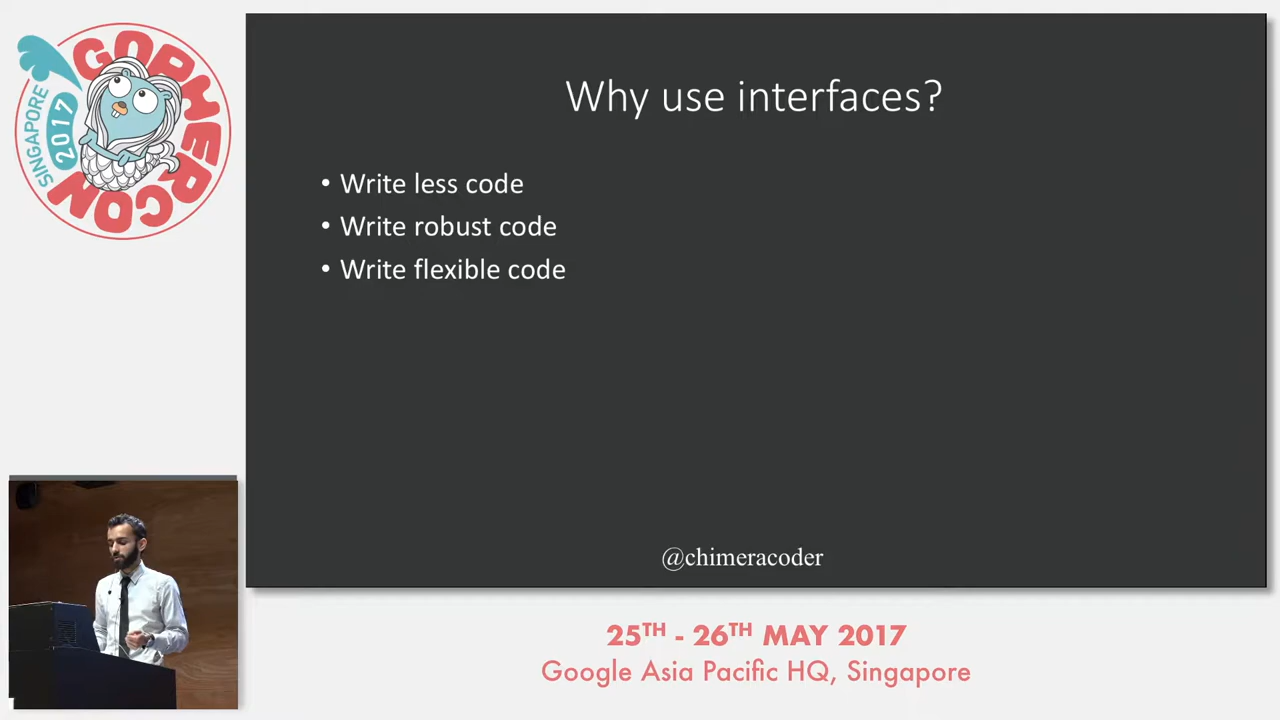 GOPHERCON
SINGAPORE
2017
Why use interfaces?
• Write less code
• Write robust code
• Write flexible code
@chimeracoder
25TH - 26TH MAY 2017
Google Asia Pacific HQ, Singapore